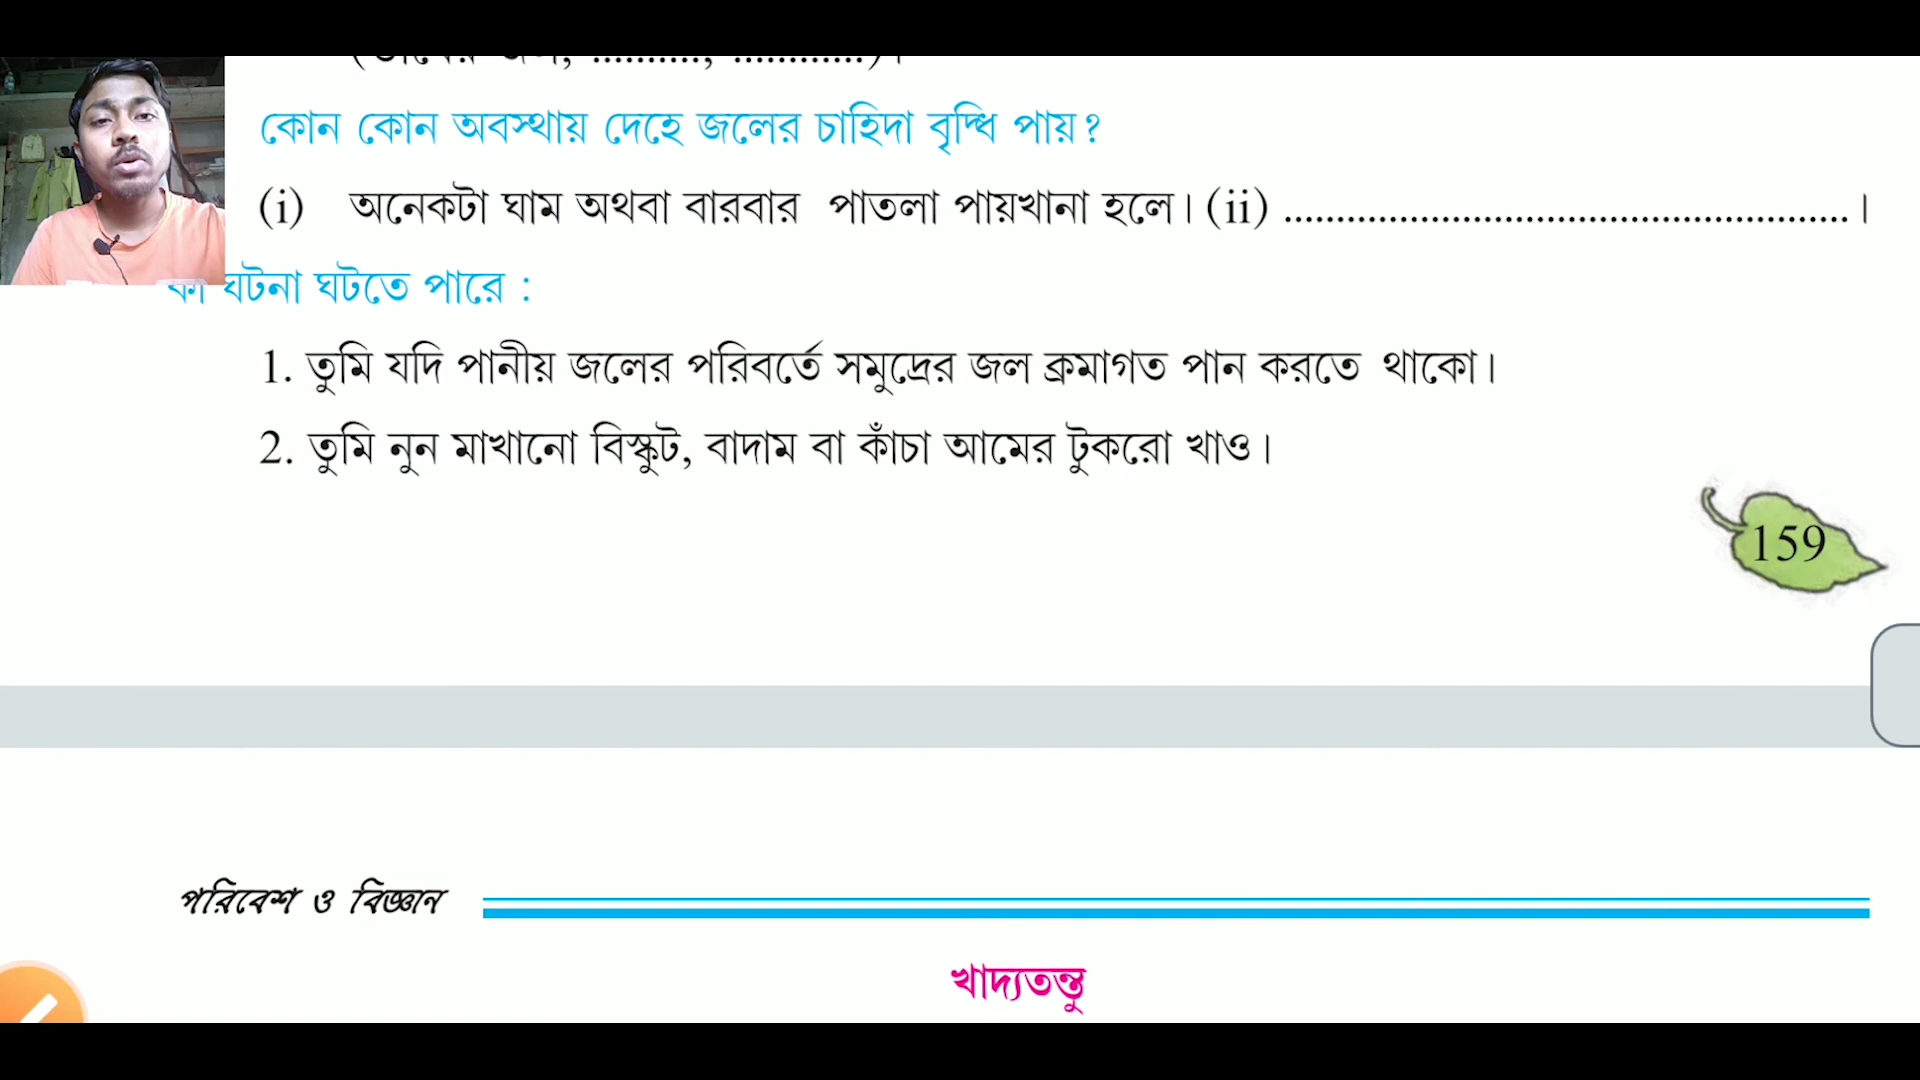 কোন কোন অবস্থায় দেহে জলের চাহিদা বৃদ্ধি পায়?
(i) অনেকটা ঘাম অথবা বারবার পাতলা পায়খানা হলে। (ii) ................................................... ।
ঘটনা ঘটতে পারে :
1. তুমি যদি পানীয় জলের পরিবর্তে সমুদ্রের জল ক্রমাগত পান করতে থাকো।
2. তুমি নুন মাখানো বিস্কুট, বাদাম বা কাঁচা আমের টুকরো খাও।
159
পরিবেশ ও বিজ্ঞান
খাদ্যতন্তু